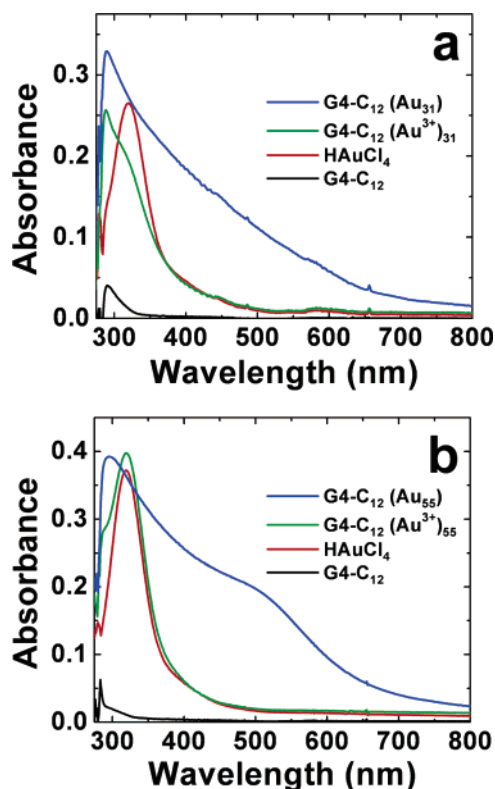 a
0.3
0.2
0.1
0.0
Absorbance
G4-C₁₂ (Au₃₁)
G4-C₁₂ (Au³⁺)₃₁
HAuCl₄
G4-C₁₂
300 400 500 600 700 800
Wavelength (nm)
b
0.4
0.3
0.2
0.1
0.0
Absorbance
G4-C₁₂ (Au₅₅)
G4-C₁₂ (Au³⁺)₅₅
HAuCl₄
G4-C₁₂
300 400 500 600 700 800
Wavelength (nm)